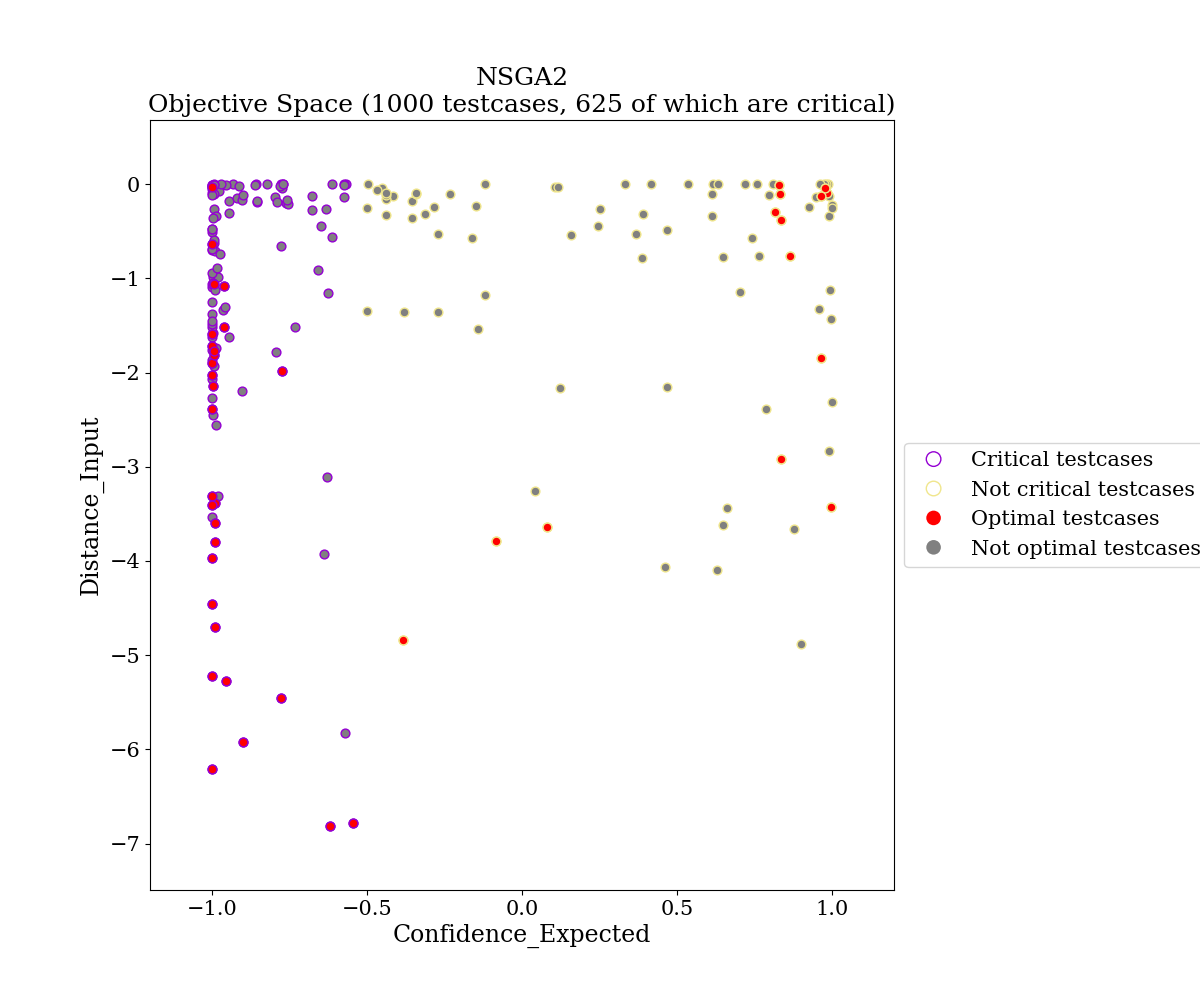 NSGA2
Objective Space (1000 testcases, 625 of which are critical)
0
−1
−2
−3
−4
−5
−6
−7
Distance_Input
−1.0 −0.5 0.0 0.5 1.0
Confidence_Expected
Critical testcases
Not critical testcases
Optimal testcases
Not optimal testcases